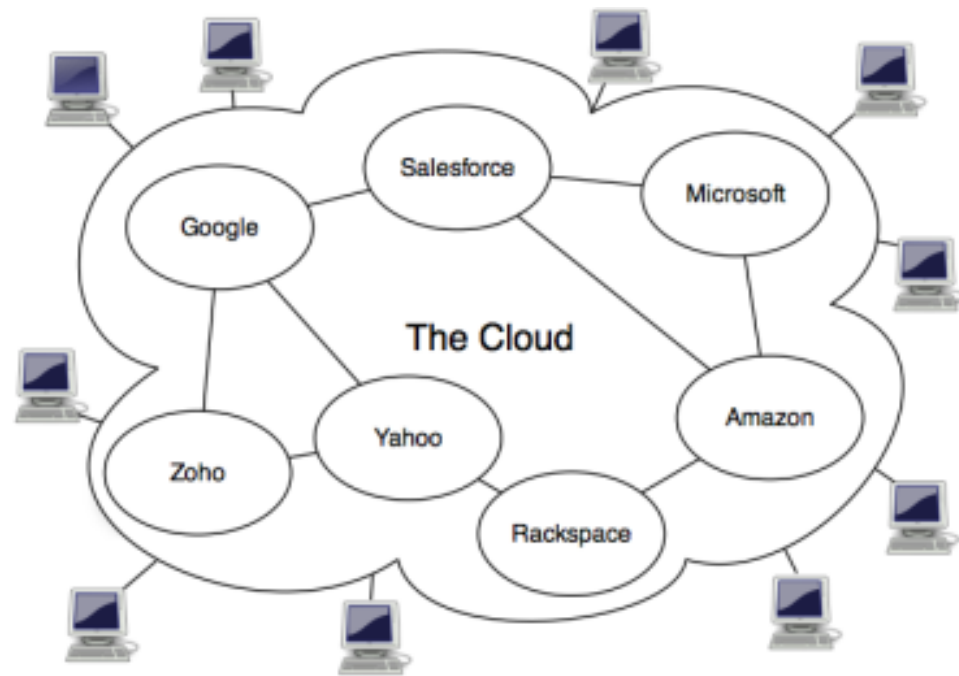 Salesforce
Microsoft
Google
The Cloud
Amazon
Yahoo
Zoho
Rackspace